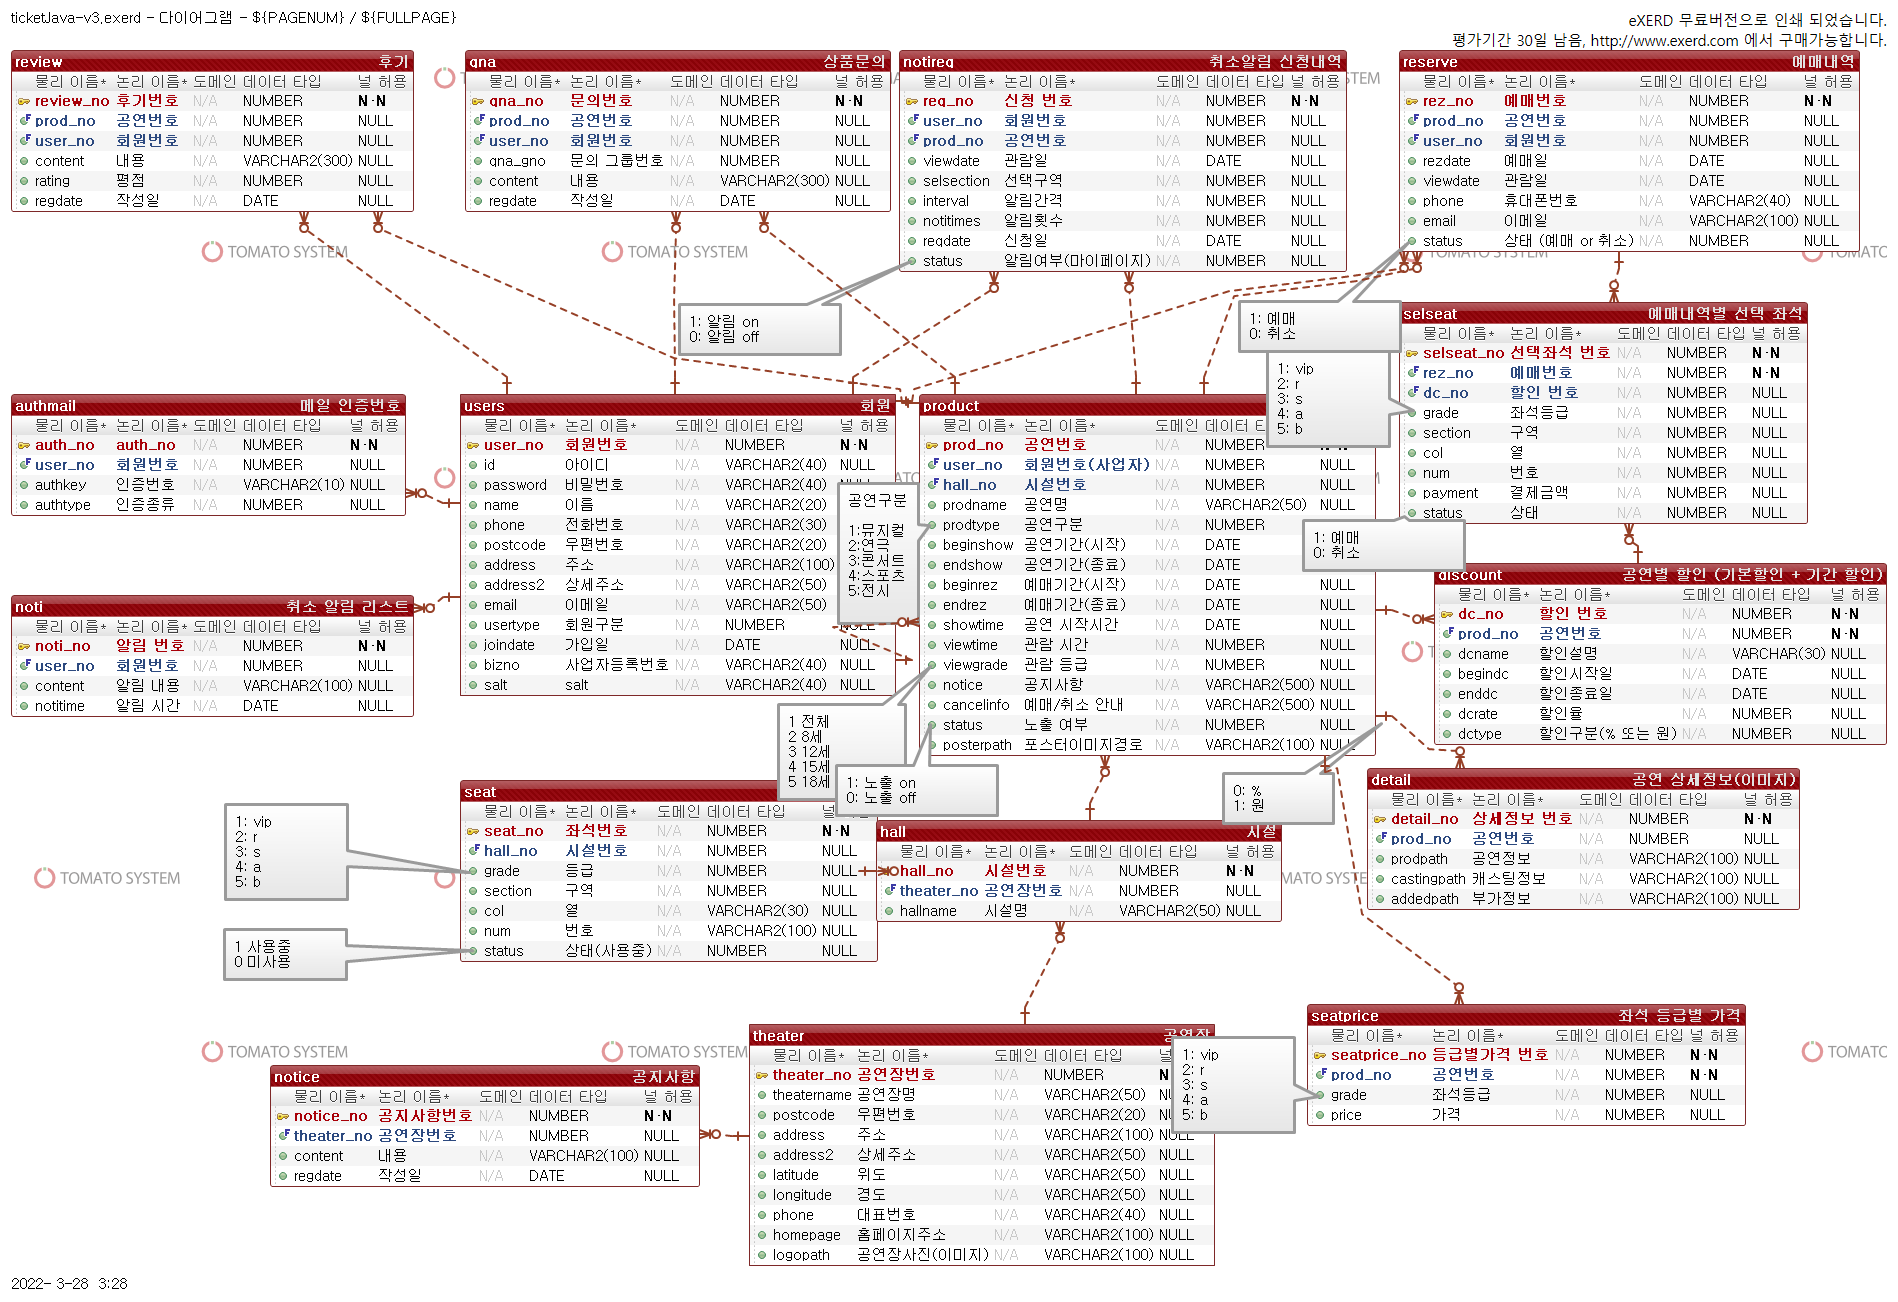 ticketJava-v3.exerd - 다이어그램 - ${PAGENUM} / ${FULLPAGE}
eXERD 무료버전으로 인쇄 되었습니다.
평가기간 30일 남음, http://www.exerd.com 에서 구매가능합니다.
review 후기
물리 이름* 논리 이름* 도메인 데이터 타입 널 허용
review_no 후기번호 N/A NUMBER N-N
prod_no 공연번호 N/A NUMBER NULL
user_no 회원번호 N/A NUMBER NULL
content 내용 N/A VARCHAR2(300) NULL
rating 평점 N/A NUMBER NULL
regdate 작성일 N/A DATE NULL
qna 상품문의
물리 이름* 논리 이름* 도메인 데이터 타입 널 허용
qna_no 문의번호 N/A NUMBER N-N
prod_no 공연번호 N/A NUMBER NULL
user_no 회원번호 N/A NUMBER NULL
qna_gno 문의 그룹번호 N/A NUMBER NULL
content 내용 N/A VARCHAR2(300) NULL
regdate 작성일 N/A DATE NULL
notireq 취소알림 신청내역
물리 이름* 논리 이름* 도메인 데이터 타입 널 허용
req_no 신청 번호 N/A NUMBER N-N
user_no 회원번호 N/A NUMBER NULL
prod_no 공연번호 N/A NUMBER NULL
viewdate 관람일 N/A DATE NULL
selsection 선택구역 N/A NUMBER NULL
interval 알림간격 N/A NUMBER NULL
notitimes 알림횟수 N/A NUMBER NULL
regdate 신청일 N/A DATE NULL
status 알림여부(마이페이지) N/A NUMBER NULL
reserve 예매내역
물리 이름* 논리 이름* 도메인 데이터 타입 널 허용
rez_no 예매번호 N/A NUMBER N-N
prod_no 공연번호 N/A NUMBER NULL
user_no 회원번호 N/A NUMBER NULL
rezdate 예매일 N/A DATE NULL
viewdate 관람일 N/A DATE NULL
phone 휴대폰번호 N/A VARCHAR2(40) NULL
email 이메일 N/A VARCHAR2(100) NULL
status 상태 (예매 or 취소) N/A NUMBER NULL
TOMATO SYSTEM
TOMATO SYSTEM
1: 알림 on
0: 알림 off
1: 예매
0: 취소
1: vip
2: r
3: s
4: a
5: b
selseat 예매내역별 선택 좌석
물리 이름* 논리 이름* 도메인 데이터 타입 널 허용
selseat_no 선택좌석 번호 N/A NUMBER N-N
rez_no 예매번호 N/A NUMBER N-N
dc_no 할인 번호 N/A NUMBER NULL
grade 좌석등급 N/A NUMBER NULL
section 구역 N/A NUMBER NULL
col 열 N/A NUMBER NULL
num 번호 N/A NUMBER NULL
payment 결제금액 N/A NUMBER NULL
status 상태 N/A NUMBER NULL
1: 예매
0: 취소
authmail 메일 인증번호
물리 이름* 논리 이름* 도메인 데이터 타입 널 허용
auth_no auth_no N/A NUMBER N-N
user_no 회원번호 N/A NUMBER NULL
authkey 인증번호 N/A VARCHAR2(10) NULL
authtype 인증종류 N/A NUMBER NULL
noti 취소 알림 리스트
물리 이름* 논리 이름* 도메인 데이터 타입 널 허용
noti_no 알림 번호 N/A NUMBER N-N
user_no 회원번호 N/A NUMBER NULL
content 알림 내용 N/A VARCHAR2(100) NULL
notitime 알림 시간 N/A DATE NULL
users 회원
물리 이름* 논리 이름* 도메인 데이터 타입 널 허용
user_no 회원번호 N/A NUMBER N-N
id 아이디 N/A VARCHAR2(40) NULL
password 비밀번호 N/A VARCHAR2(40) NULL
name 이름 N/A VARCHAR2(20)
phone 전화번호 N/A VARCHAR2(30)
postcode 우편번호 N/A VARCHAR2(20)
address 주소 N/A VARCHAR2(100)
address2 상세주소 N/A VARCHAR2(50)
email 이메일 N/A VARCHAR2(50)
usertype 회원구분 N/A NUMBER NULL
joindate 가입일 N/A DATE NULL
bizno 사업자등록번호 N/A VARCHAR2(40) NULL
salt salt N/A VARCHAR2(40) NULL
공연구분
1:뮤지컬
2:연극
3:콘서트
4:스포츠
5:전시
product
물리 이름* 논리 이름* 도메인 데이터 E
prod_no 공연번호 N/A NUMBER
user_no 회원번호(사업자) N/A NUMBER NULL
hall_no 시설번호 N/A NUMBER NULL
prodname 공연명 N/A VARCHAR2(50) NULL
prodtype 공연구분 N/A NUMBER
beginshow 공연기간(시작) N/A DATE
endshow 공연기간(종료) N/A DATE
beginrez 예매기간(시작) N/A DATE NULL
endrez 예매기간(종료) N/A DATE NULL
showtime 공연 시작시간 N/A DATE NULL
viewtime 관람 시간 N/A NUMBER NULL
viewgrade 관람 등급 N/A NUMBER NULL
notice 공지사항 N/A VARCHAR2(500) NULL
cancelinfo 예매/취소 안내 N/A VARCHAR2(500) NULL
status 노출 여부 N/A NUMBER NULL
posterpath 포스터이미지경로 N/A VARCHAR2(100) NULL
1 전체
2 8세
3 12세
4 15세
5 18세
1: 노출 on
0: 노출 off
discount 공연별 할인 (기본할인 + 기간 할인)
물리 이름* 논리 이름* 도메인 데이터 타입 널 허용
dc_no 할인 번호 N/A NUMBER N-N
prod_no 공연번호 N/A NUMBER N-N
dcname 할인설명 N/A VARCHAR(30) NULL
begindc 할인시작일 N/A DATE NULL
enddc 할인종료일 N/A DATE NULL
dcrate 할인율 N/A NUMBER NULL
dctype 할인구분(% 또는 원) N/A NUMBER NULL
0: %
1: 원
detail 공연 상세정보(이미지)
물리 이름* 논리 이름* 도메인 데이터 타입 널 허용
detail_no 상세정보 번호 N/A NUMBER N-N
prod_no 공연번호 N/A NUMBER NULL
prodpath 공연정보 N/A VARCHAR2(100) NULL
castingpath 캐스팅정보 N/A VARCHAR2(100) NULL
addedpath 부가정보 N/A VARCHAR2(100) NULL
seat
물리 이름* 논리 이름* 도메인 데이터 타입 널
seat_no 좌석번호 N/A NUMBER N-N
hall_no 시설번호 N/A NUMBER NULL
grade 등급 N/A NUMBER NULL
section 구역 N/A NUMBER NULL
col 열 N/A VARCHAR2(30) NULL
num 번호 N/A VARCHAR2(100) NULL
status 상태(사용중) N/A NUMBER NULL
1: vip
2: r
3: s
4: a
5: b
1 사용중
0 미사용
TOMATO SYSTEM
hall 시설
물리 이름* 논리 이름* 도메인 데이터 타입 널 허용
hall_no 시설번호 N/A NUMBER N-N
theater_no 공연장번호 N/A NUMBER NULL
hallname 시설명 N/A VARCHAR2(50) NULL
theater 공연장
물리 이름* 논리 이름* 도메인 데이터 타입
theater_no 공연장번호 N/A NUMBER N
theatername 공연장명 N/A VARCHAR2(50) NULL
postcode 우편번호 N/A VARCHAR2(20) NULL
address 주소 N/A VARCHAR2(100) NULL
address2 상세주소 N/A VARCHAR2(50) NULL
latitude 위도 N/A VARCHAR2(50) NULL
longitude 경도 N/A VARCHAR2(50) NULL
phone 대표번호 N/A VARCHAR2(40) NULL
homepage 홈페이지주소 N/A VARCHAR2(100) NULL
logopath 공연장사진(이미지) N/A VARCHAR2(100) NULL
1: vip
2: r
3: s
4: a
5: b
seatprice 좌석 등급별 가격
물리 이름* 논리 이름* 도메인 데이터 타입 널 허용
seatprice_no 등급별가격 번호 N/A NUMBER N-N
prod_no 공연번호 N/A NUMBER N-N
grade 좌석등급 N/A NUMBER NULL
price 가격 N/A NUMBER NULL
TOMATO SYSTEM
TOMATO SYSTEM
TOMATO
notice 공지사항
물리 이름* 논리 이름* 도메인 데이터 타입 널 허용
notice_no 공지사항번호 N/A NUMBER N-N
theater_no 공연장번호 N/A NUMBER NULL
content 내용 N/A VARCHAR2(100) NULL
regdate 작성일 N/A DATE NULL
2022- 3-28 3:28